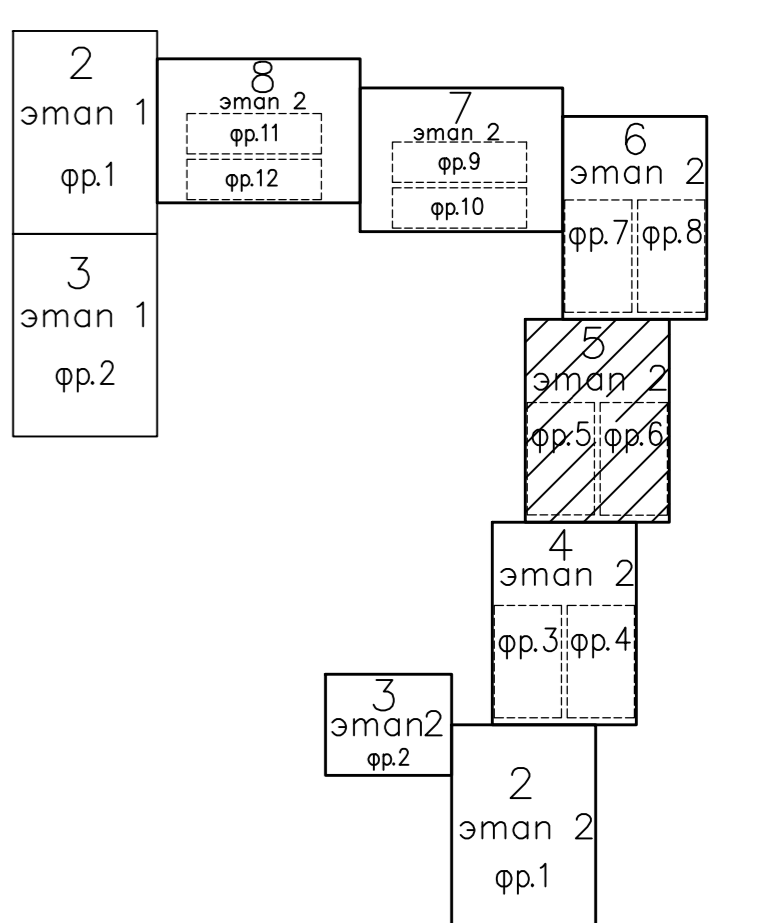 2
этап 1
фр.1
3
этап 1
фр.2
8
этап 2
фр.11
фр.12
7
этап 2
фр.9
фр.10
6
этап 2
фр.7 фр.8
5
этап 2
фр.5 фр.6
4
этап 2
фр.3 фр.4
3
этап2
фр.2
2
этап 2
фр.1